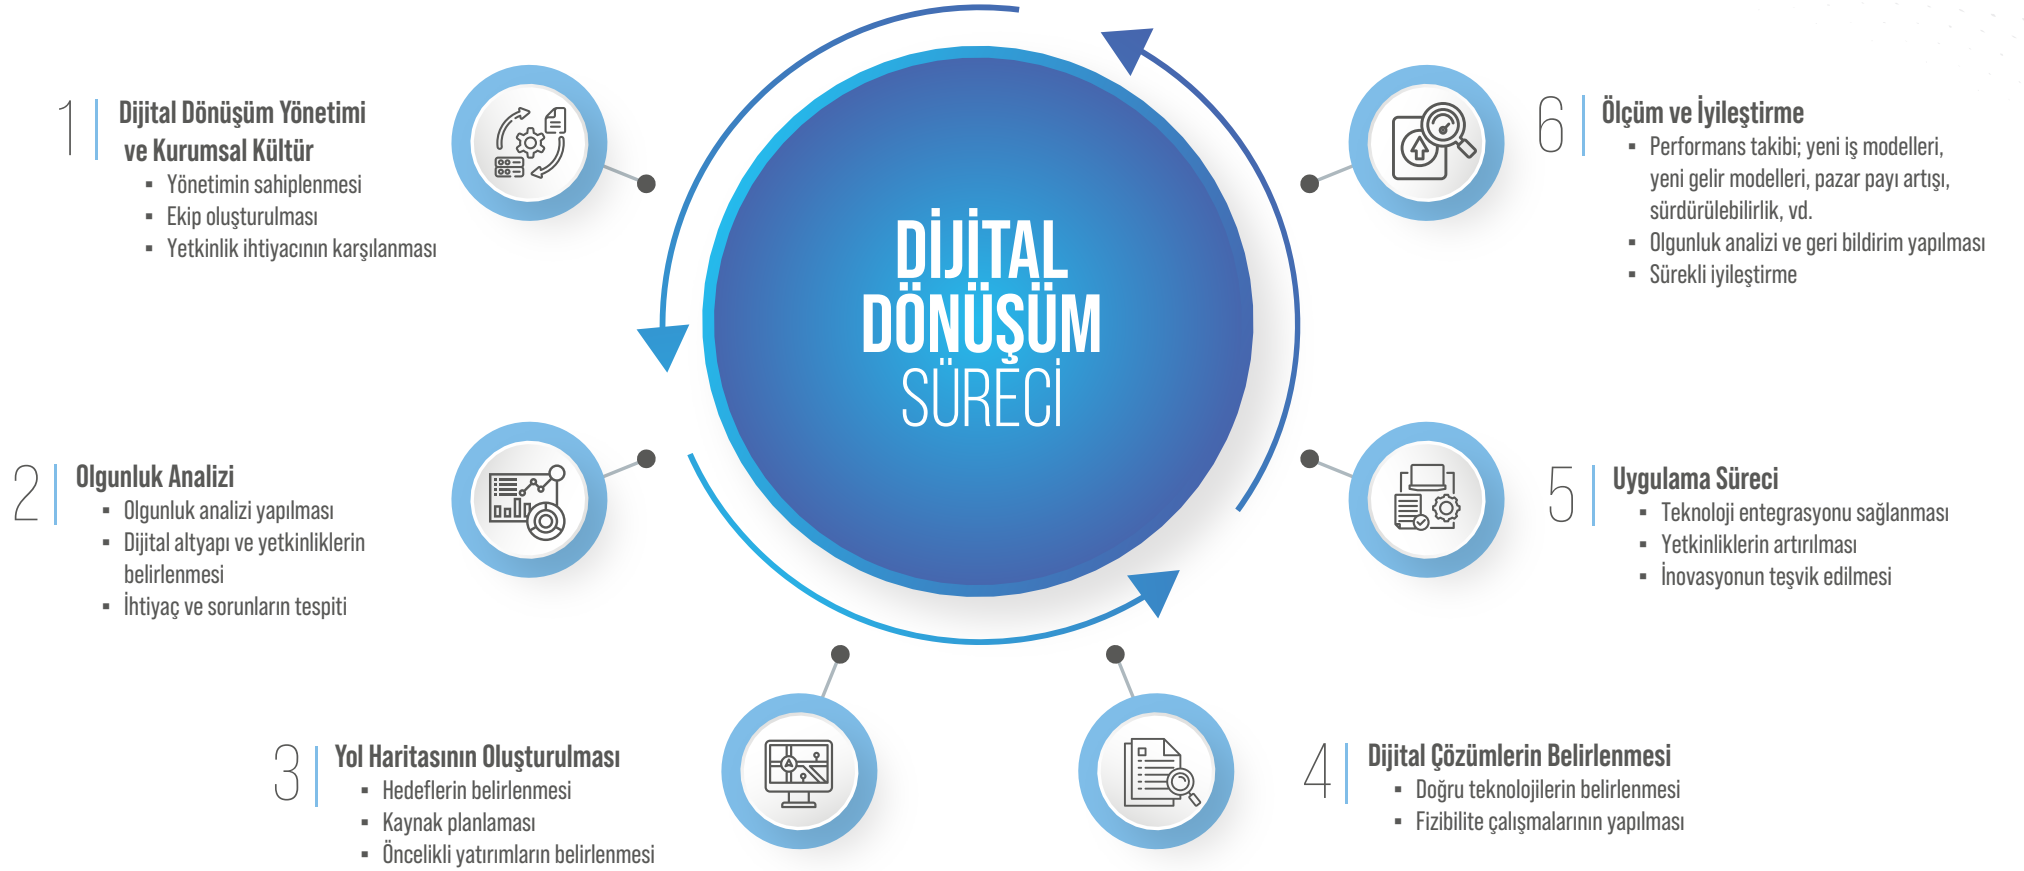 DİJİTAL
DÖNÜŞÜM
SÜRECİ
1
Dijital Dönüşüm Yönetimi
ve Kurumsal Kültür
▪ Yönetimin sahiplenmesi
▪ Ekip oluşturulması
▪ Yetkinlik ihtiyacının karşılanması
2
Olgunluk Analizi
▪ Olgunluk analizi yapılması
▪ Dijital altyapı ve yetkinliklerin
belirlenmesi
▪ İhtiyaç ve sorunların tespiti
3
Yol Haritasının Oluşturulması
▪ Hedeflerin belirlenmesi
▪ Kaynak planlaması
▪ Öncelikli yatırımların belirlenmesi
4
Dijital Çözümlerin Belirlenmesi
▪ Doğru teknolojilerin belirlenmesi
▪ Fizibilite çalışmalarının yapılması
5
Uygulama Süreci
▪ Teknoloji entegrasyonu sağlanması
▪ Yetkinliklerin artırılması
▪ İnovasyonun teşvik edilmesi
6
Ölçüm ve İyileştirme
▪ Performans takibi; yeni iş modelleri,
yeni gelir modelleri, pazar payı artışı,
sürdürülebilirlik, vd.
▪ Olgunluk analizi ve geri bildirim yapılması
▪ Sürekli iyileştirme